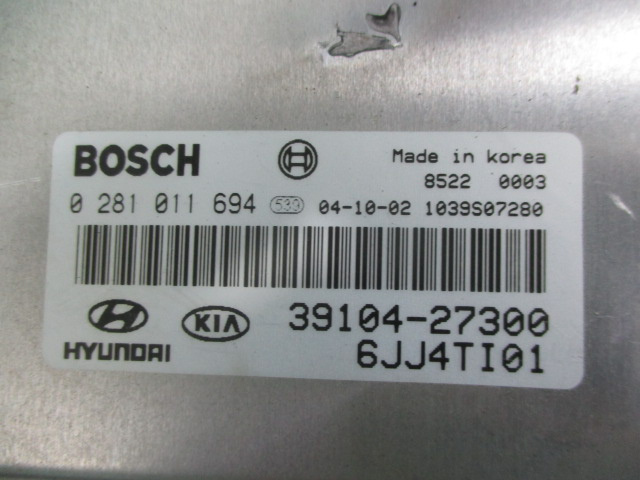 BOSCH Made in korea
8522 0003
0 281 011 694 539 04-10-02 1039S07280
KIA 39104-27300
HYUNDAI 6JJ4TI01